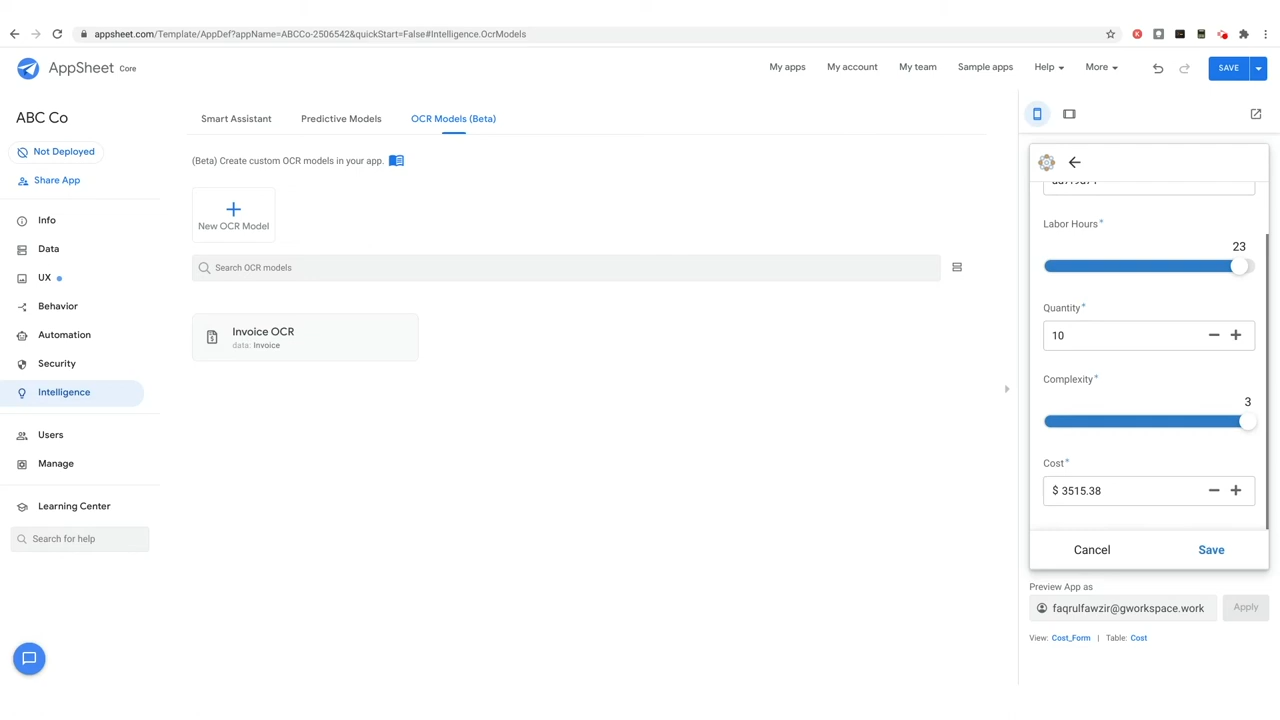 appsheet.com/Template/AppDef?appName=ABCCo-2506542&quickStart=False#Intelligence.OcrModels
AppSheet Core
My apps
My account
My team
Sample apps
Help
More
SAVE
ABC Co
Not Deployed
Share App
Info
Data
UX
Behavior
Automation
Security
Intelligence
Users
Manage
Learning Center
Search for help
Smart Assistant
Predictive Models
OCR Models (Beta)
(Beta) Create custom OCR models in your app.
New OCR Model
Search OCR models
Invoice OCR
data: Invoice
Labor Hours*
23
Quantity*
10
Complexity*
3
Cost*
$ 3515.38
Cancel
Save
Preview App as
faqrulfawzir@gworkspace.work
Apply
View: Cost_Form | Table: Cost